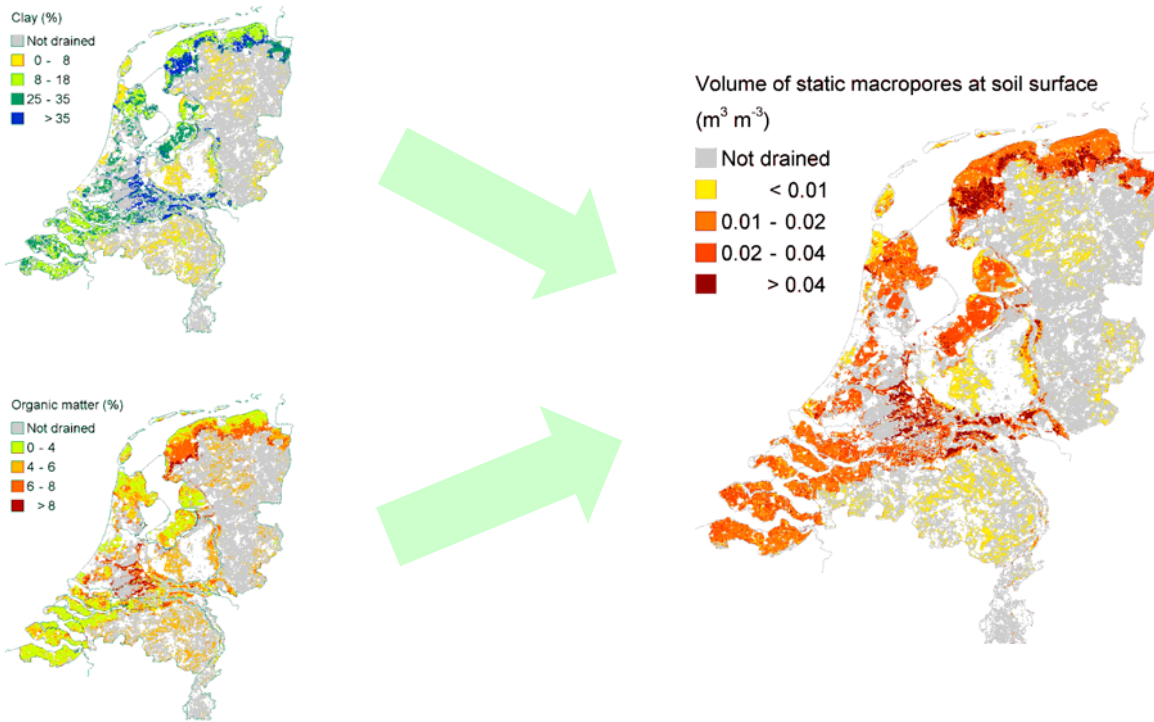 Clay (%)
Not drained
0 - 8
8 - 18
25 - 35
> 35
Organic matter (%)
Not drained
0 - 4
4 - 6
6 - 8
> 8
Volume of static macropores at soil surface
(m³ m⁻³)
Not drained
< 0.01
0.01 - 0.02
0.02 - 0.04
> 0.04